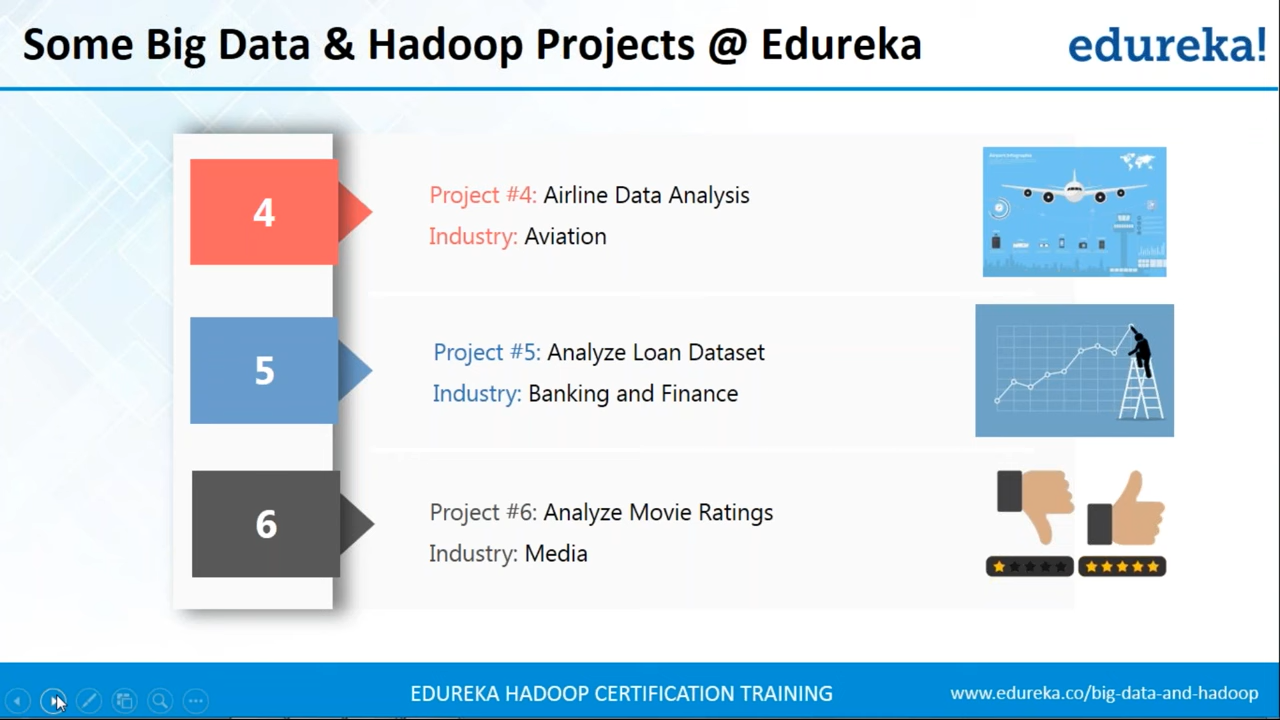 Some Big Data & Hadoop Projects @ Edureka
edureka!
4
Project #4: Airline Data Analysis
Industry: Aviation
5
Project #5: Analyze Loan Dataset
Industry: Banking and Finance
6
Project #6: Analyze Movie Ratings
Industry: Media
EDUREKA HADOOP CERTIFICATION TRAINING
www.edureka.co/big-data-and-hadoop